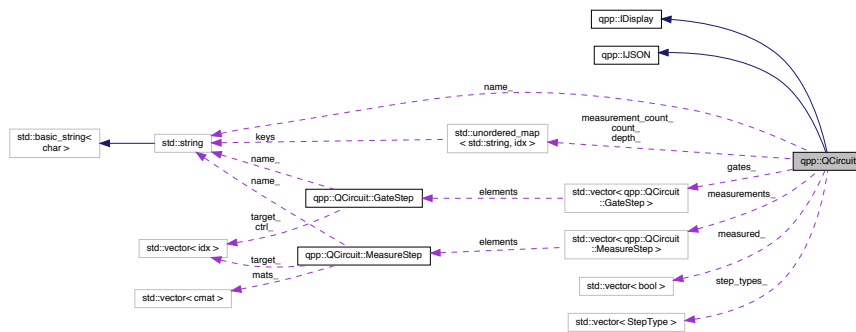 qpp::IDisplay
qpp::IJSON
name_
measurement_count_
count_
depth_
std::basic_string<
char >
std::string
keys
std::unordered_map
< std::string, idx >
qpp::QCircuit
gates_
name_
name_
qpp::QCircuit::GateStep
elements
std::vector< qpp::QCircuit
::GateStep >
measurements_
target_
ctrl_
std::vector< idx >
target_
mats_
qpp::QCircuit::MeasureStep
elements
std::vector< qpp::QCircuit
::MeasureStep >
measured_
std::vector< cmat >
std::vector< bool >
step_types_
std::vector< StepType >